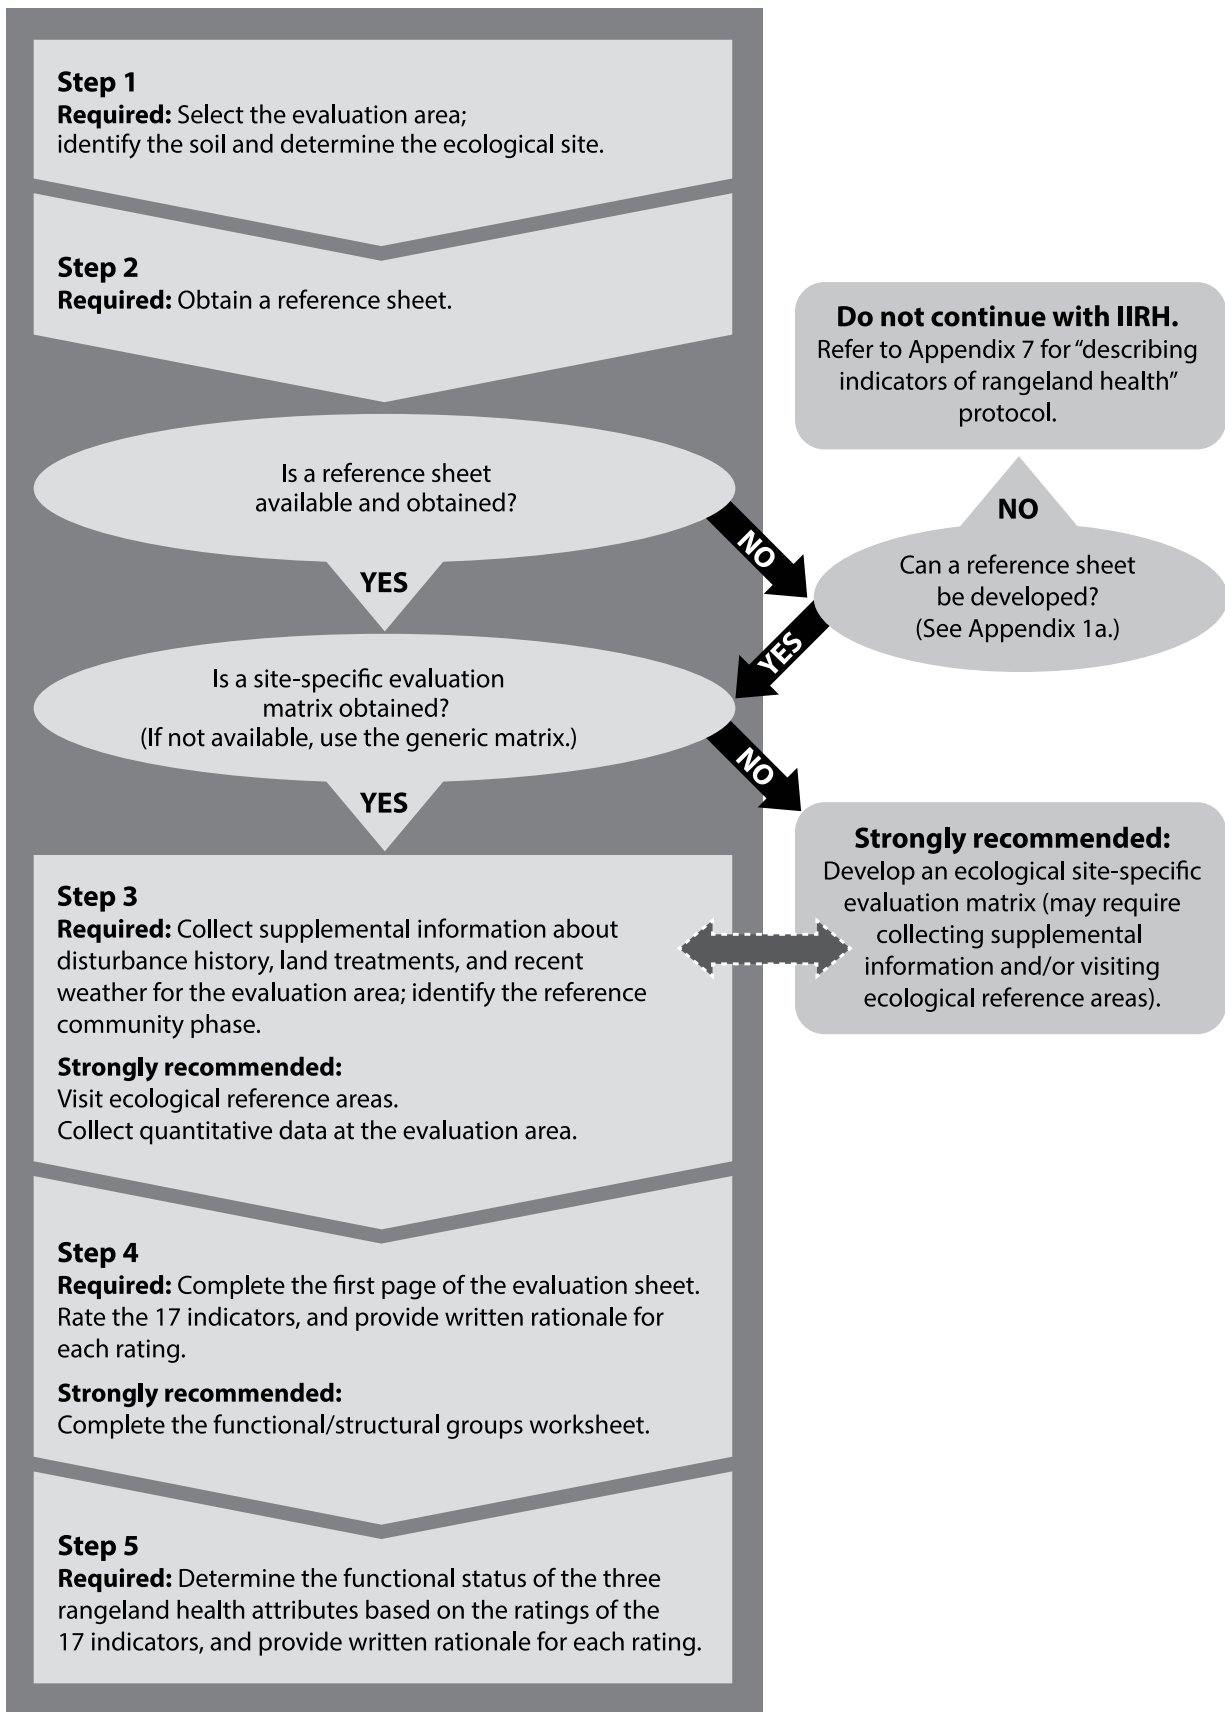 Step 1
Required: Select the evaluation area;
identify the soil and determine the ecological site.
Step 2
Required: Obtain a reference sheet.
Do not continue with IIRH.
Refer to Appendix 7 for “describing
indicators of rangeland health”
protocol.
Is a reference sheet
available and obtained?
NO
NO
Can a reference sheet
be developed?
(See Appendix 1a.)
YES
YES
Is a site-specific evaluation
matrix obtained?
(If not available, use the generic matrix.)
NO
YES
Strongly recommended:
Develop an ecological site-specific
evaluation matrix (may require
collecting supplemental
information and/or visiting
ecological reference areas).
Step 3
Required: Collect supplemental information about
disturbance history, land treatments, and recent
weather for the evaluation area; identify the reference
community phase.
Strongly recommended:
Visit ecological reference areas.
Collect quantitative data at the evaluation area.
Step 4
Required: Complete the first page of the evaluation sheet.
Rate the 17 indicators, and provide written rationale for
each rating.
Strongly recommended:
Complete the functional/structural groups worksheet.
Step 5
Required: Determine the functional status of the three
rangeland health attributes based on the ratings of the
17 indicators, and provide written rationale for each rating.